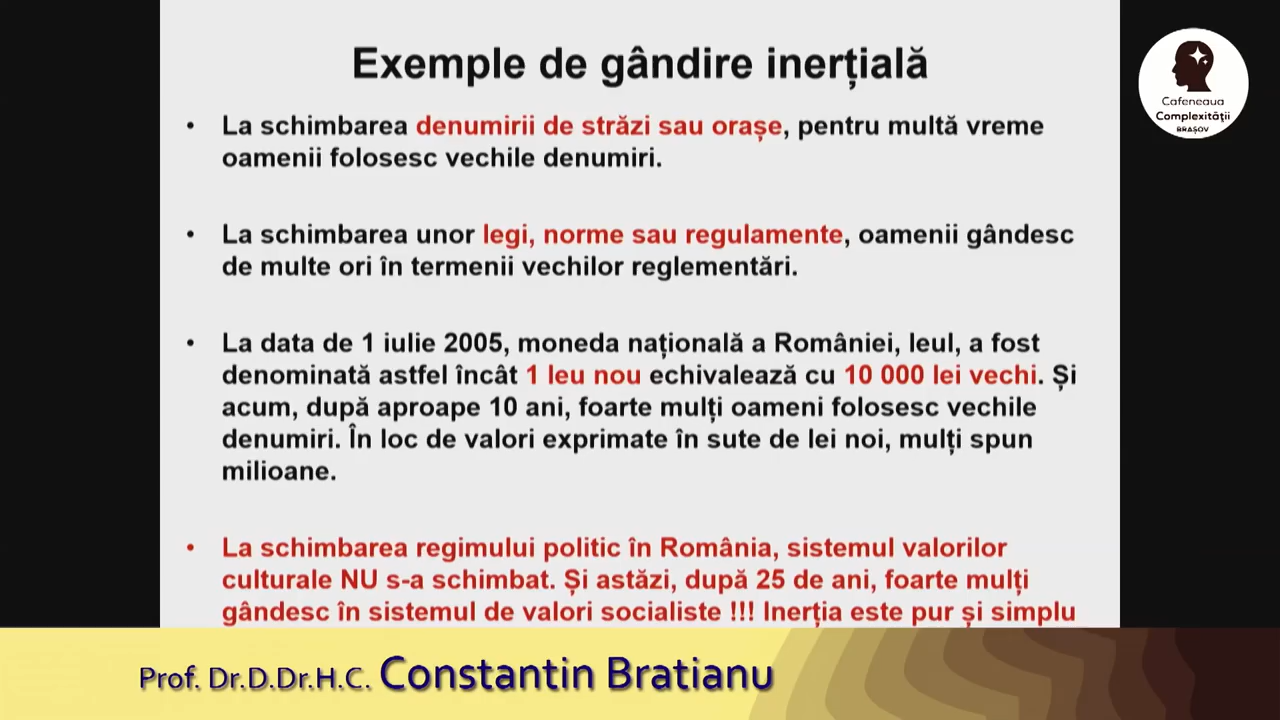 Exemple de gândire inerțială
Cafeneaua
Complexității
BRAȘOV
• La schimbarea denumirii de străzi sau orașe, pentru multă vreme
oamenii folosesc vechile denumiri.
• La schimbarea unor legi, norme sau regulamente, oamenii gândesc
de multe ori în termenii vechilor reglementări.
• La data de 1 iulie 2005, moneda națională a României, leul, a fost
denominată astfel încât 1 leu nou echivalează cu 10 000 lei vechi. Și
acum, după aproape 10 ani, foarte mulți oameni folosesc vechile
denumiri. În loc de valori exprimate în sute de lei noi, mulți spun
milioane.
• La schimbarea regimului politic în România, sistemul valorilor
culturale NU s-a schimbat. Și astăzi, după 25 de ani, foarte mulți
gândesc în sistemul de valori socialiste !!! Inerția este pur și simplu
Prof. Dr.D.Dr.H.C. Constantin Bratianu